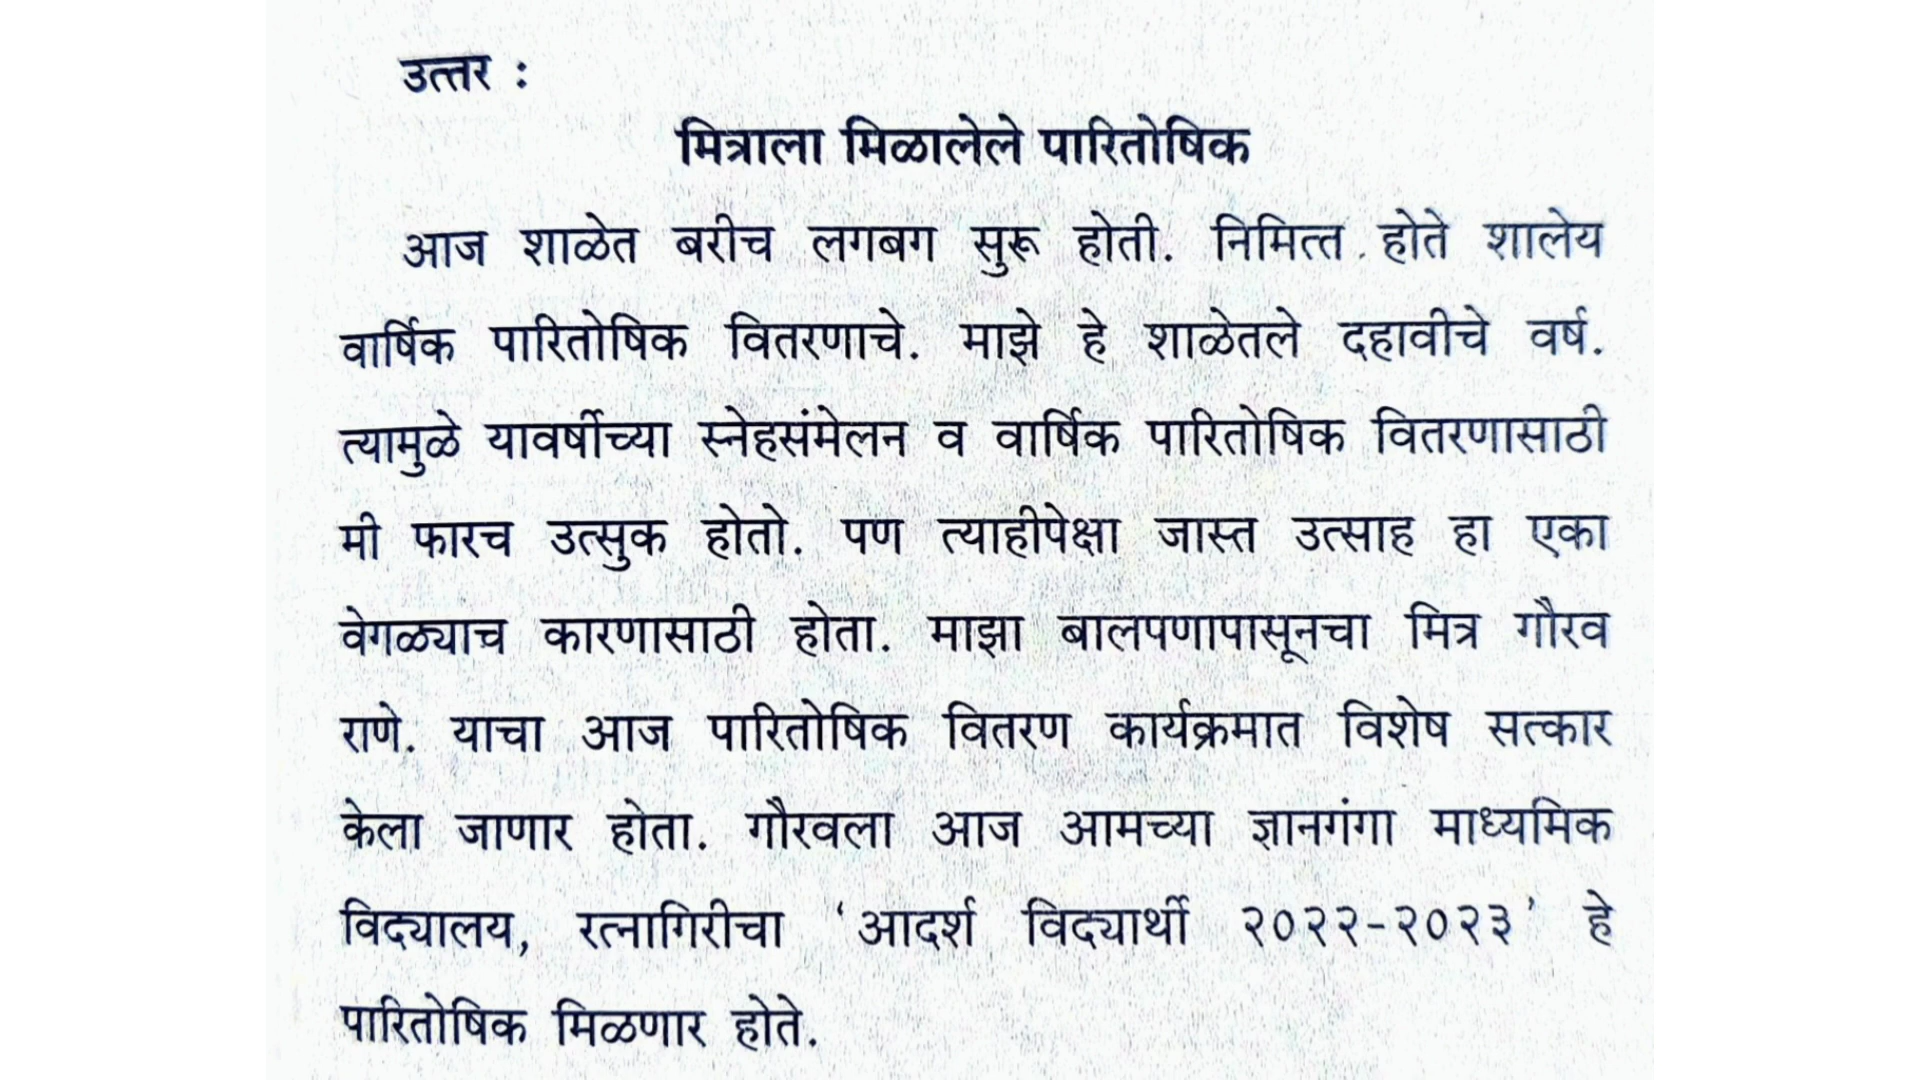 उत्तर :
मित्राला मिळालेले पारितोषिक
आज शाळेत बरीच लगबग सुरू होती. निमित्त होते शालेय
वार्षिक पारितोषिक वितरणाचे. माझे हे शाळेतले दहावीचे वर्ष.
त्यामुळे यावर्षीच्या स्नेहसंमेलन व वार्षिक पारितोषिक वितरणासाठी
मी फारच उत्सुक होतो. पण त्याहीपेक्षा जास्त उत्साह हा एका
वेगळ्याच कारणासाठी होता. माझा बालपणापासूनचा मित्र गौरव
राणे. याचा आज पारितोषिक वितरण कार्यक्रमात विशेष सत्कार
केला जाणार होता. गौरवला आज आमच्या ज्ञानगंगा माध्यमिक
विद्यालय, रत्नागिरीचा ‘आदर्श विद्यार्थी २०२२-२०२३’ हे
पारितोषिक मिळणार होते.